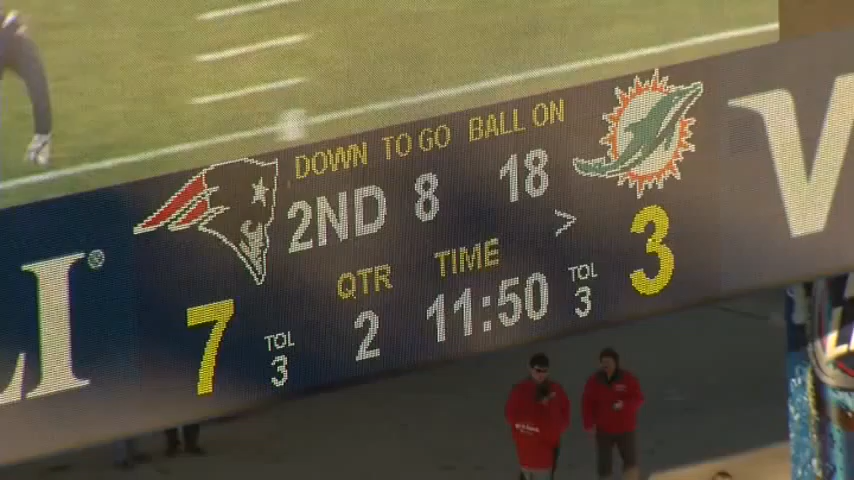 DOWN TO GO BALL ON
2ND 8 18
>
QTR TIME
7 TOL 3 2 11:50 TOL 3 3
LI®
V